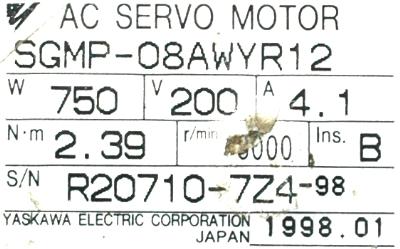 AC SERVO MOTOR
SGMP-08AWYR12
W 750 V 200 A 4.1
N·m 2.39 r/min 000 Ins. B
S/N R20710-7Z4-98
YASKAWA ELECTRIC CORPORATION 1998.01
JAPAN